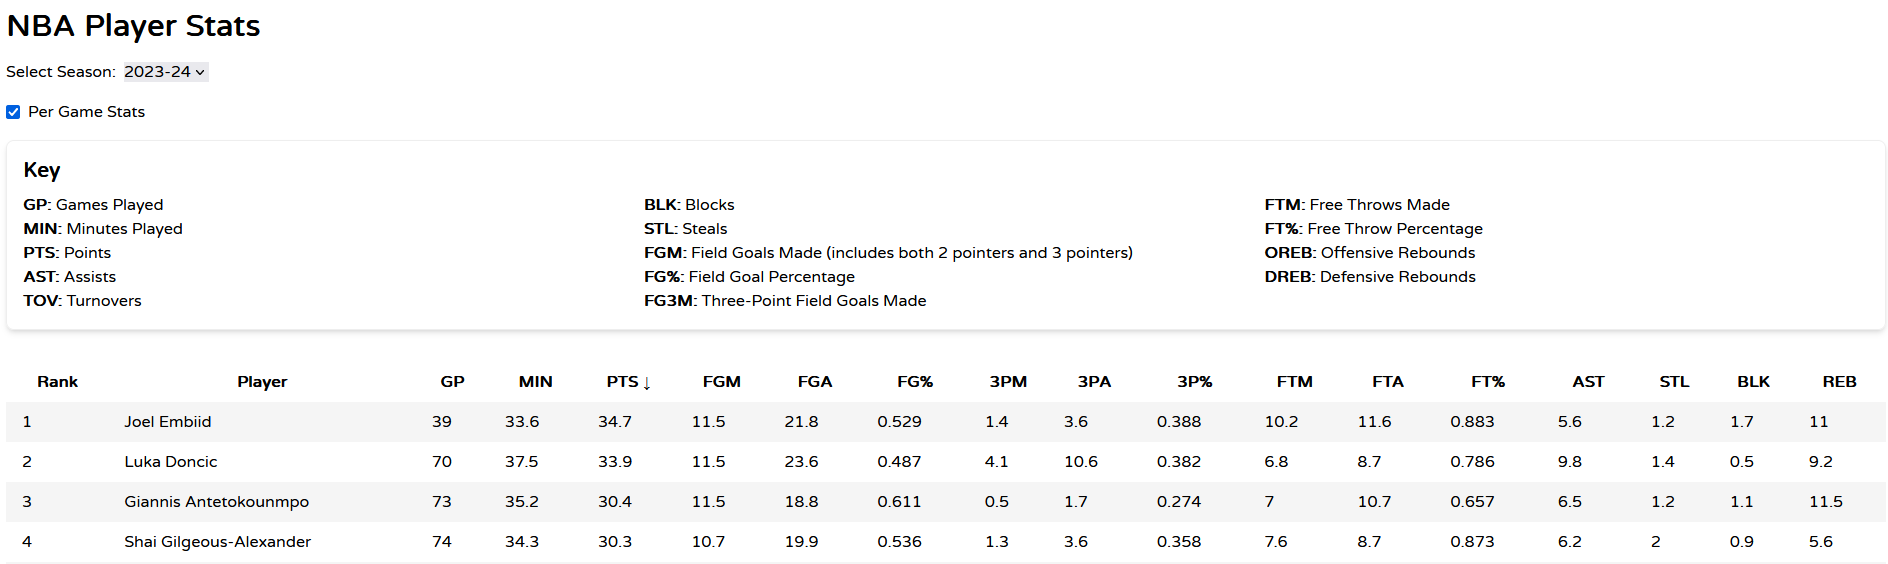 NBA Player Stats
Select Season: 2023-24
Per Game Stats
Key
GP: Games Played
MIN: Minutes Played
PTS: Points
AST: Assists
TOV: Turnovers
BLK: Blocks
STL: Steals
FGM: Field Goals Made (includes both 2 pointers and 3 pointers)
FG%: Field Goal Percentage
FG3M: Three-Point Field Goals Made
FTM: Free Throws Made
FT%: Free Throw Percentage
OREB: Offensive Rebounds
DREB: Defensive Rebounds
Rank Player GP MIN PTS ↓ FGM FGA FG% 3PM 3PA 3P% FTM FTA FT% AST STL BLK REB
1 Joel Embiid 39 33.6 34.7 11.5 21.8 0.529 1.4 3.6 0.388 10.2 11.6 0.883 5.6 1.2 1.7 11
2 Luka Doncic 70 37.5 33.9 11.5 23.6 0.487 4.1 10.6 0.382 6.8 8.7 0.786 9.8 1.4 0.5 9.2
3 Giannis Antetokounmpo 73 35.2 30.4 11.5 18.8 0.611 0.5 1.7 0.274 7 10.7 0.657 6.5 1.2 1.1 11.5
4 Shai Gilgeous-Alexander 74 34.3 30.3 10.7 19.9 0.536 1.3 3.6 0.358 7.6 8.7 0.873 6.2 2 0.9 5.6